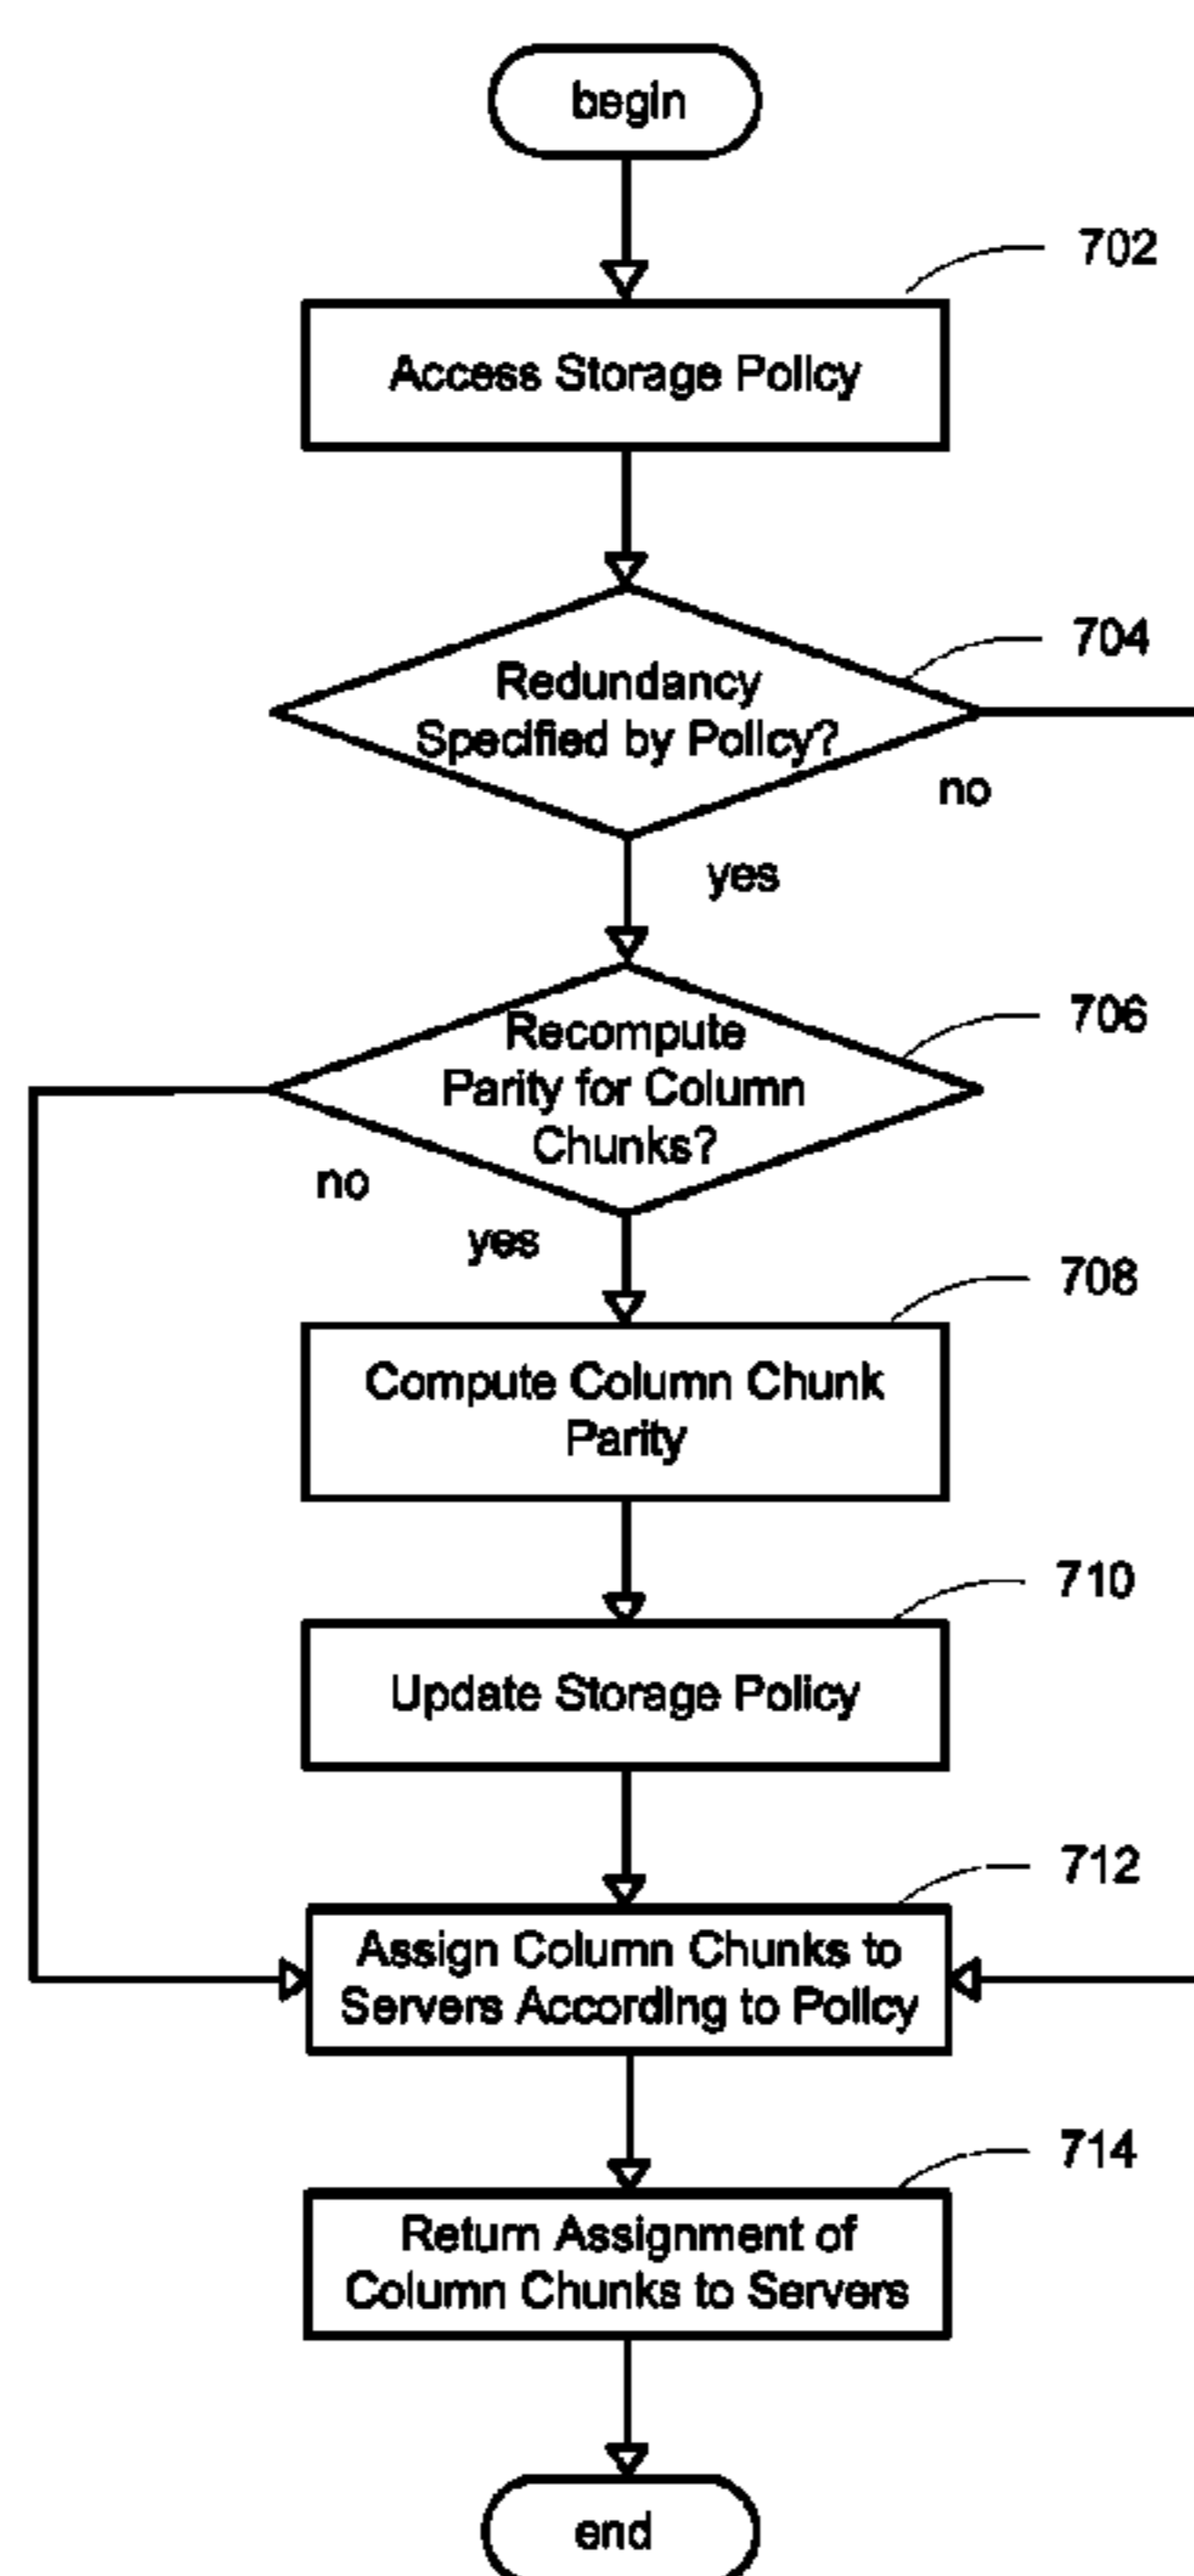 begin
702
Access Storage Policy
704
Redundancy
Specified by Policy?
no
yes
706
Recompute
Parity for Column
Chunks?
no
yes
708
Compute Column Chunk
Parity
710
Update Storage Policy
712
Assign Column Chunks to
Servers According to Policy
714
Return Assignment of
Column Chunks to Servers
end